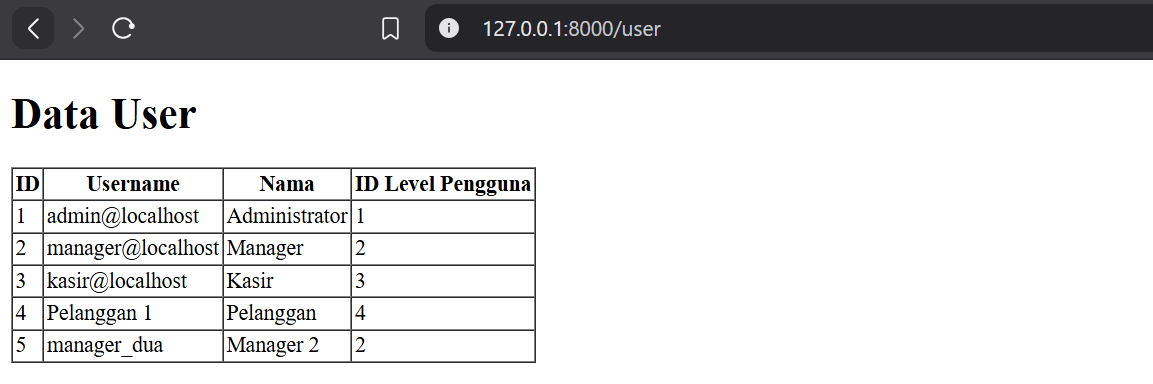 127.0.0.1:8000/user
Data User
ID Username Nama ID Level Pengguna
1 admin@localhost Administrator 1
2 manager@localhost Manager 2
3 kasir@localhost Kasir 3
4 Pelanggan 1 Pelanggan 4
5 manager_dua Manager 2 2